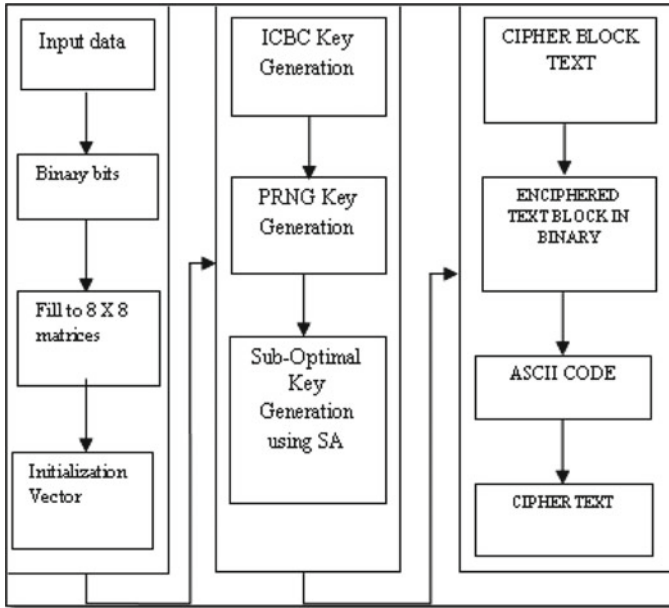 Input data
Binary bits
Fill to 8 X 8
matrices
Initialization
Vector
ICBC Key
Generation
PRNG Key
Generation
Sub-Optimal
Key
Generation
using SA
CIPHER BLOCK
TEXT
ENCIPHERED
TEXT BLOCK IN
BINARY
ASCII CODE
CIPHER TEXT